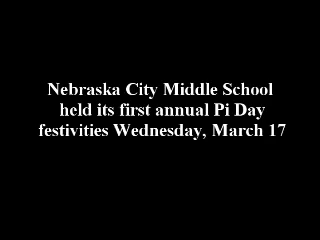 Nebraska City Middle School
held its first annual Pi Day
festivities Wednesday, March 17